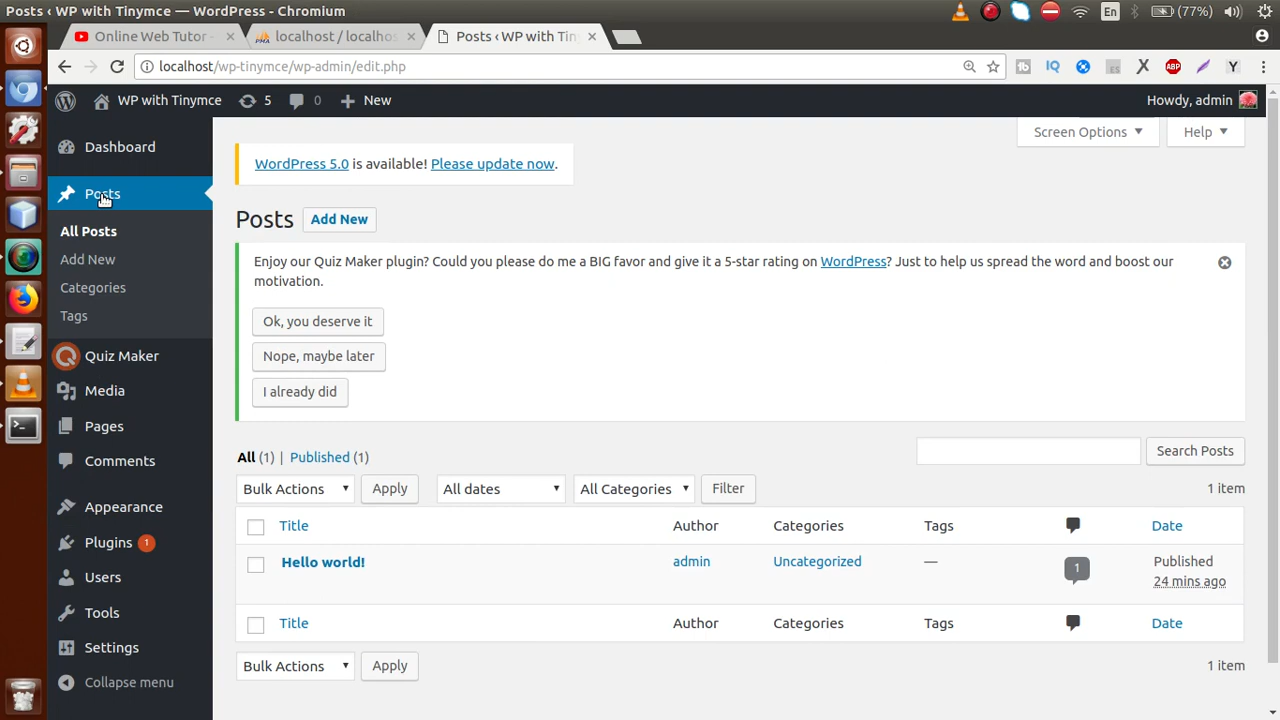 Posts ‹ WP with Tinymce — WordPress - Chromium
En
(77%)
Online Web Tutor -
localhost / localhos
Posts ‹ WP with Tin
localhost/wp-tinymce/wp-admin/edit.php
WP with Tinymce
5
0
New
Howdy, admin
Screen Options
Help
Dashboard
Posts
All Posts
Add New
Categories
Tags
Quiz Maker
Media
Pages
Comments
Appearance
Plugins 1
Users
Tools
Settings
Collapse menu
WordPress 5.0 is available! Please update now.
Posts
Add New
Enjoy our Quiz Maker plugin? Could you please do me a BIG favor and give it a 5-star rating on WordPress? Just to help us spread the word and boost our
motivation.
Ok, you deserve it
Nope, maybe later
I already did
All (1) | Published (1)
Search Posts
Bulk Actions
Apply
All dates
All Categories
Filter
1 item
Title Author Categories Tags Date
Hello world! admin Uncategorized — 1 Published
24 mins ago
Title Author Categories Tags Date
Bulk Actions
Apply
1 item